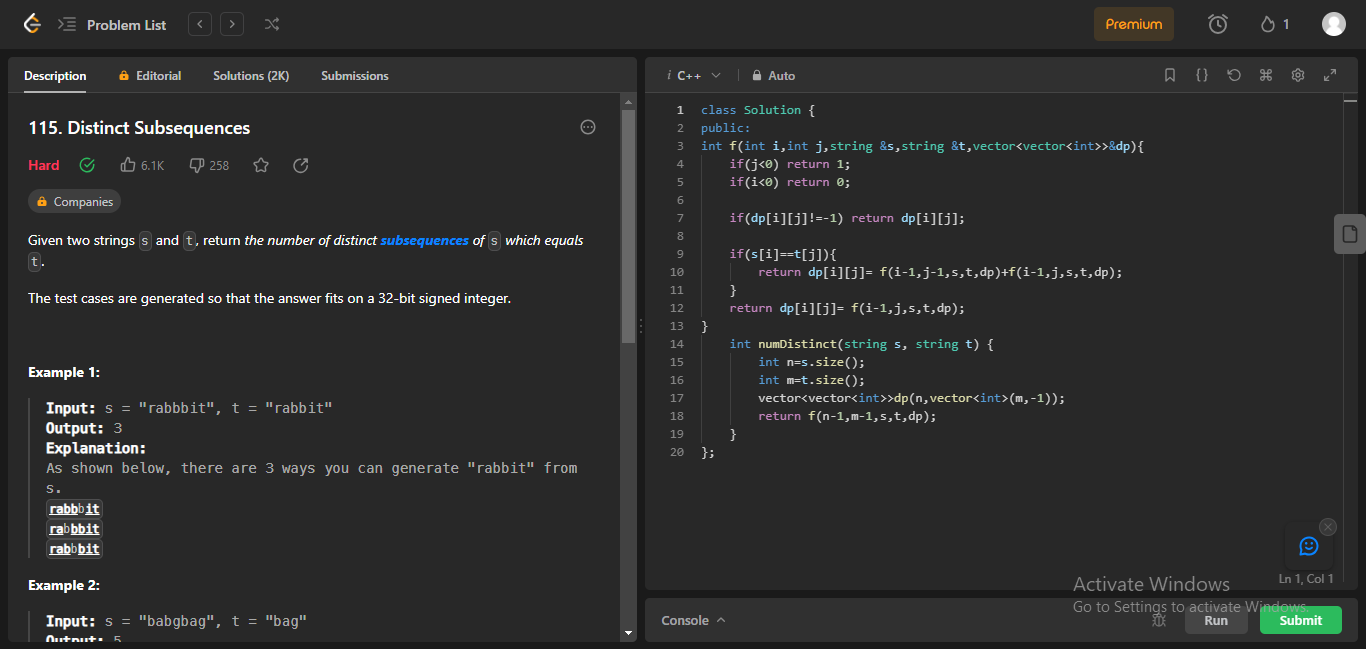 Problem List
Premium
1
Description Editorial Solutions (2K) Submissions
115. Distinct Subsequences
Hard 6.1K 258
Companies
Given two strings s and t, return the number of distinct subsequences of s which equals
t.
The test cases are generated so that the answer fits on a 32-bit signed integer.
Example 1:
Input: s = "rabbbit", t = "rabbit"
Output: 3
Explanation:
As shown below, there are 3 ways you can generate "rabbit" from
s.
rabbbit
rabbbit
rabbbit
Example 2:
Input: s = "babgbag", t = "bag"
Output: 5
i C++ Auto
1 class Solution {
2 public:
3 int f(int i,int j,string &s,string &t,vector<vector<int>>&dp){
4 if(j<0) return 1;
5 if(i<0) return 0;
6
7 if(dp[i][j]!=-1) return dp[i][j];
8
9 if(s[i]==t[j]){
10 return dp[i][j]= f(i-1,j-1,s,t,dp)+f(i-1,j,s,t,dp);
11 }
12 return dp[i][j]= f(i-1,j,s,t,dp);
13 }
14 int numDistinct(string s, string t) {
15 int n=s.size();
16 int m=t.size();
17 vector<vector<int>>dp(n,vector<int>(m,-1));
18 return f(n-1,m-1,s,t,dp);
19 }
20 };
Ln 1, Col 1
Activate Windows
Go to Settings to activate Windows.
Console Run Submit